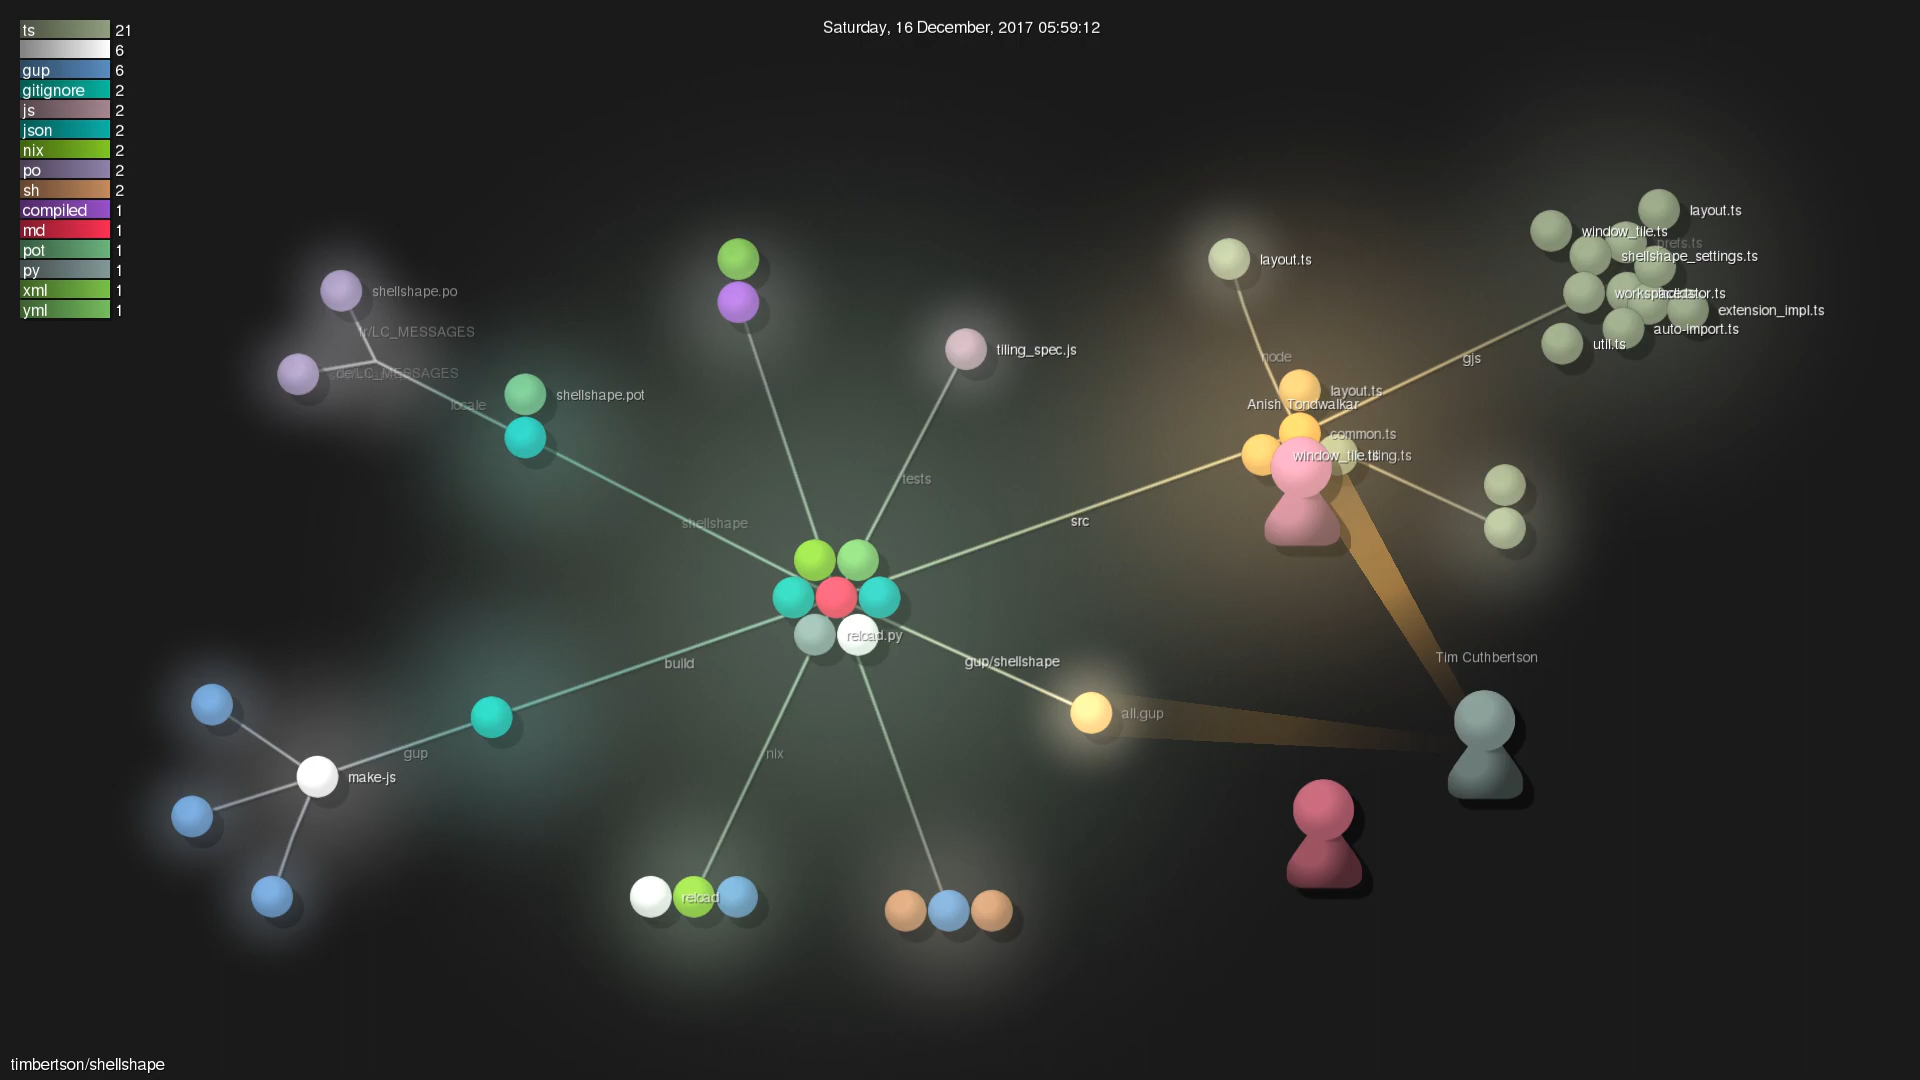 Saturday, 16 December, 2017 05:59:12
ts 21
6
gup 6
gitignore 2
js 2
json 2
nix 2
po 2
sh 2
compiled 1
md 1
pot 1
py 1
xml 1
yml 1
layout.ts
window_tile.ts
prefs.ts
shellshape_settings.ts
layout.ts
shellshape.po
extension_impl.ts
auto-import.ts
LC_MESSAGES
util.ts
tiling_spec.js
node
gjs
de/LC_MESSAGES
layout.ts
shellshape.pot
locale
Anish Tondwalkar
common.ts
window_tile.ts
tests
src
shellshape
reload.py
build
gup/shellshape
Tim Cuthbertson
all.gup
gup
nix
make-js
reload
timbertson/shellshape